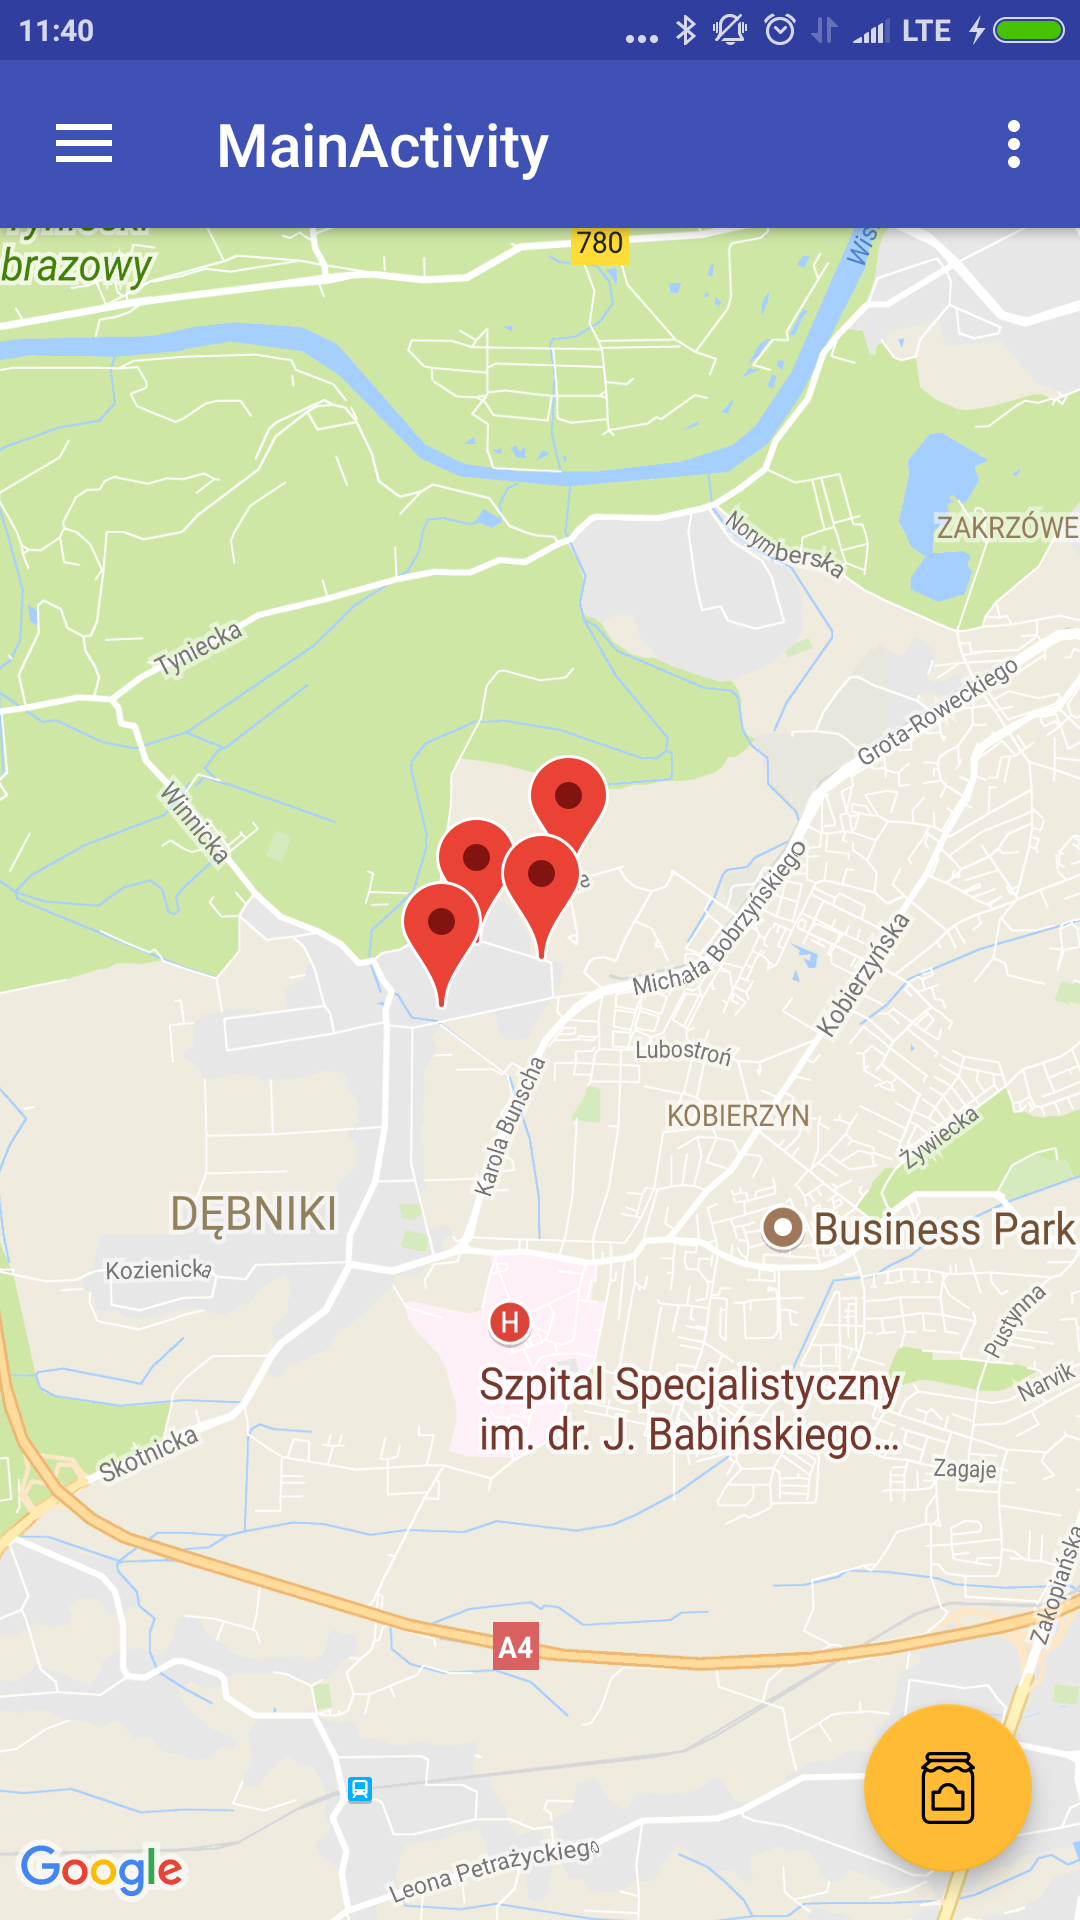 11:40
LTE
MainActivity
brazowy
780
Wis
Norymberska
ZAKRZÓWE
Tyniecka
Grota-Roweckiego
Winnicka
Michała Bobrzyńskiego
Kobierzyńska
Lubostroń
Karola Bunscha
KOBIERZYN
Żywiecka
DĘBNIKI
Business Park
Kozienicka
Pustynna
H
Szpital Specjalistyczny
im. dr. J. Babińskiego...
Narvik
Skotnicka
Zagaje
Zakopiańska
A4
Leona Petrażyckiego
Google